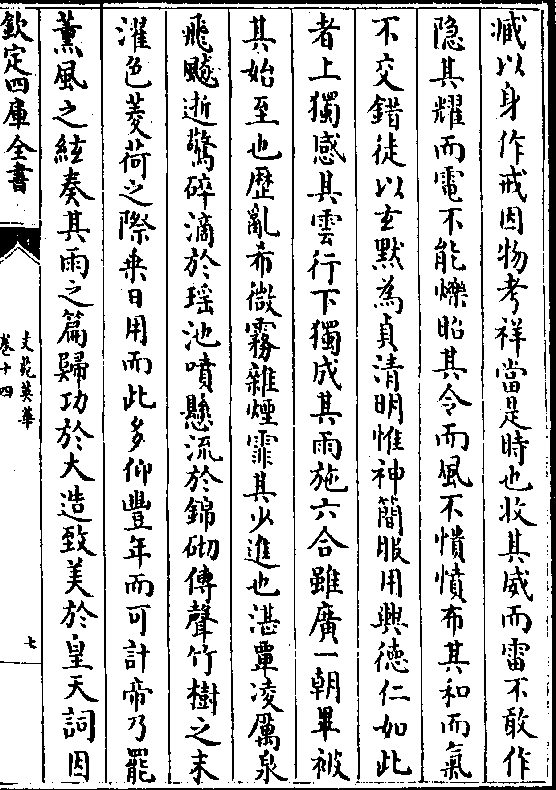 臧以身作戒因物考祥當是時也收其威而雷不敢作
隐其耀而電不能爍昭其令而風不憤憤布其和而氣
不交錯徒以玄默為貞清明惟神簡服用興德仁如此
者上獨感其雲行下獨成其雨施六合雖廣一朝畢被
其始至也歴亂希微霧雜煙霏其少進也湛覃凌厲泉
飛飈逝驚碎滴於瑶池噴懸流於錦砌傳聲竹樹之末
濯色菱荷之際乗日用而此多仰豐年而可計帝乃罷
薰風之絃奏其雨之篇歸功於大造致美於皇天詞因
欽定四庫全書
文苑英華
卷十四
七